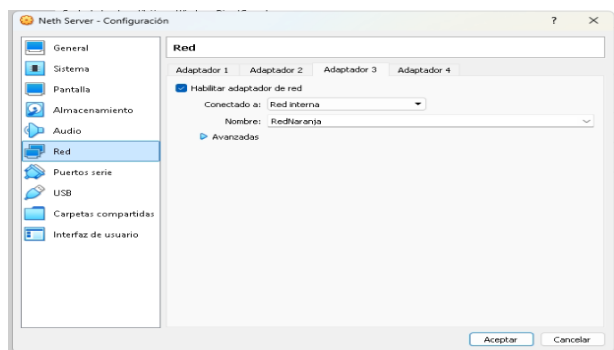 Neth Server - Configuración ? ×
General
Sistema
Pantalla
Almacenamiento
Audio
Red
Puertos serie
USB
Carpetas compartidas
Interfaz de usuario
Red
Adaptador 1 Adaptador 2 Adaptador 3 Adaptador 4
Habilitar adaptador de red
Conectado a: Red interna
Nombre: RedNaranja
Avanzadas
Aceptar Cancelar